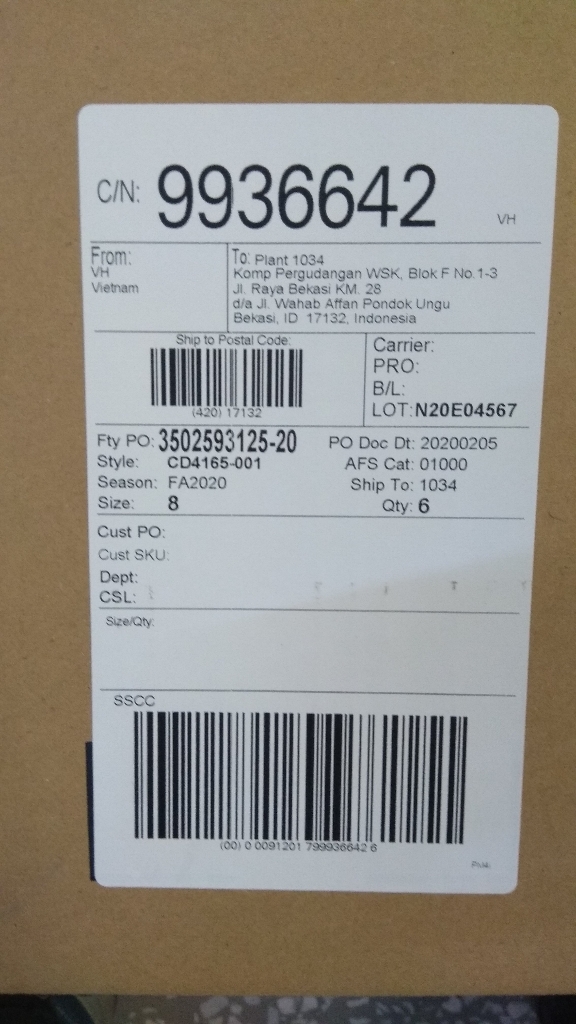 C/N: 9936642 VH
From:
VH
Vietnam
To: Plant 1034
Komp Pergudangan WSK, Blok F No.1-3
Jl. Raya Bekasi KM. 28
d/a Jl. Wahab Affan Pondok Ungu
Bekasi, ID 17132, Indonesia
Ship to Postal Code:
(420) 17132
Carrier:
PRO:
B/L:
LOT: N20E04567
Fty PO: 3502593125-20 PO Doc Dt: 20200205
Style: CD4165-001 AFS Cat: 01000
Season: FA2020 Ship To: 1034
Size: 8 Qty: 6
Cust PO:
Cust SKU:
Dept:
CSL:
Size/Qty:
SSCC
(00) 0 0091201 799936642 6